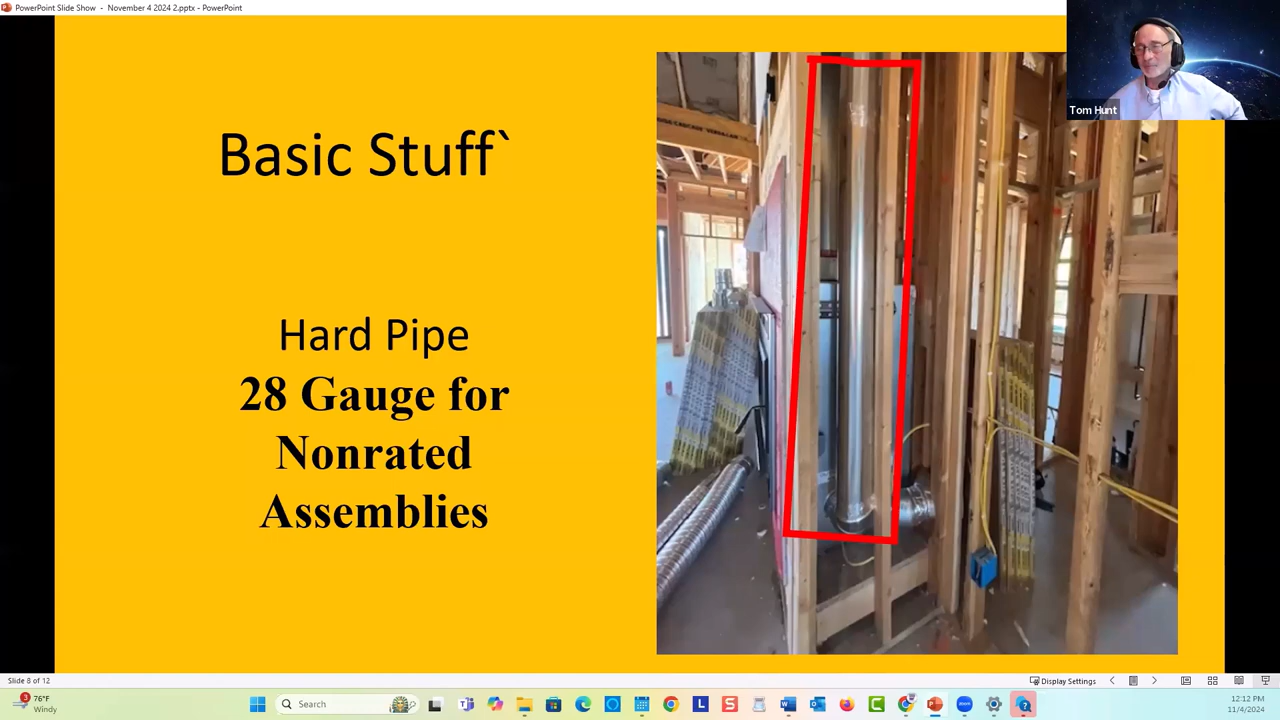 PowerPoint Slide Show - November 4 2024 2.pptx - PowerPoint
Tom Hunt
Basic Stuff`
Hard Pipe
28 Gauge for
Nonrated
Assemblies
Slide 8 of 12
Display Settings
3
76°F
Windy
Search
12:12 PM
11/4/2024